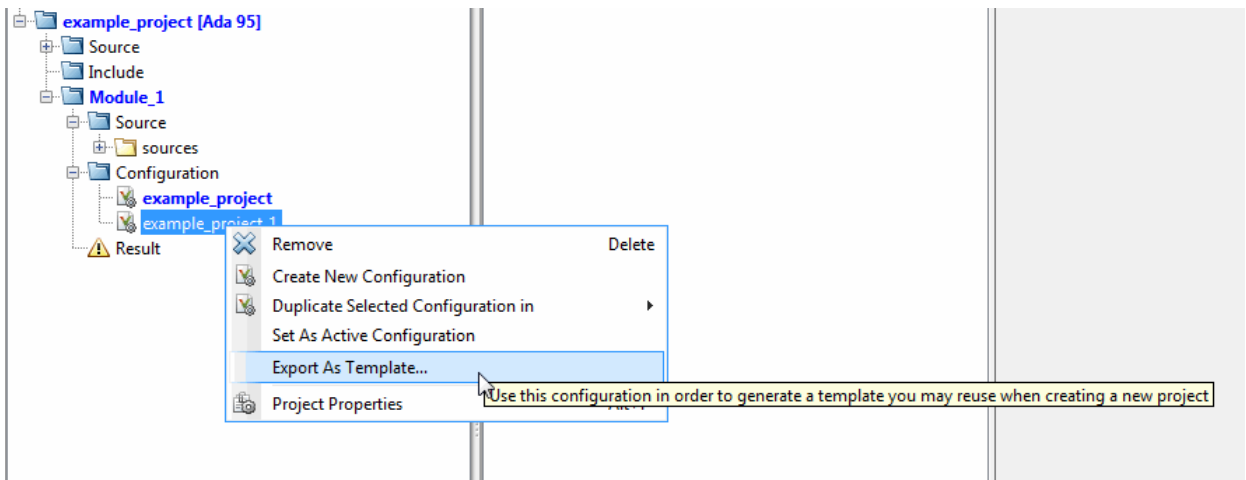 example_project [Ada 95]
Source
Include
Module_1
Source
sources
Configuration
example_project
example_project_1
Result
Remove Delete
Create New Configuration
Duplicate Selected Configuration in
Set As Active Configuration
Export As Template...
Use this configuration in order to generate a template you may reuse when creating a new project
Project Properties